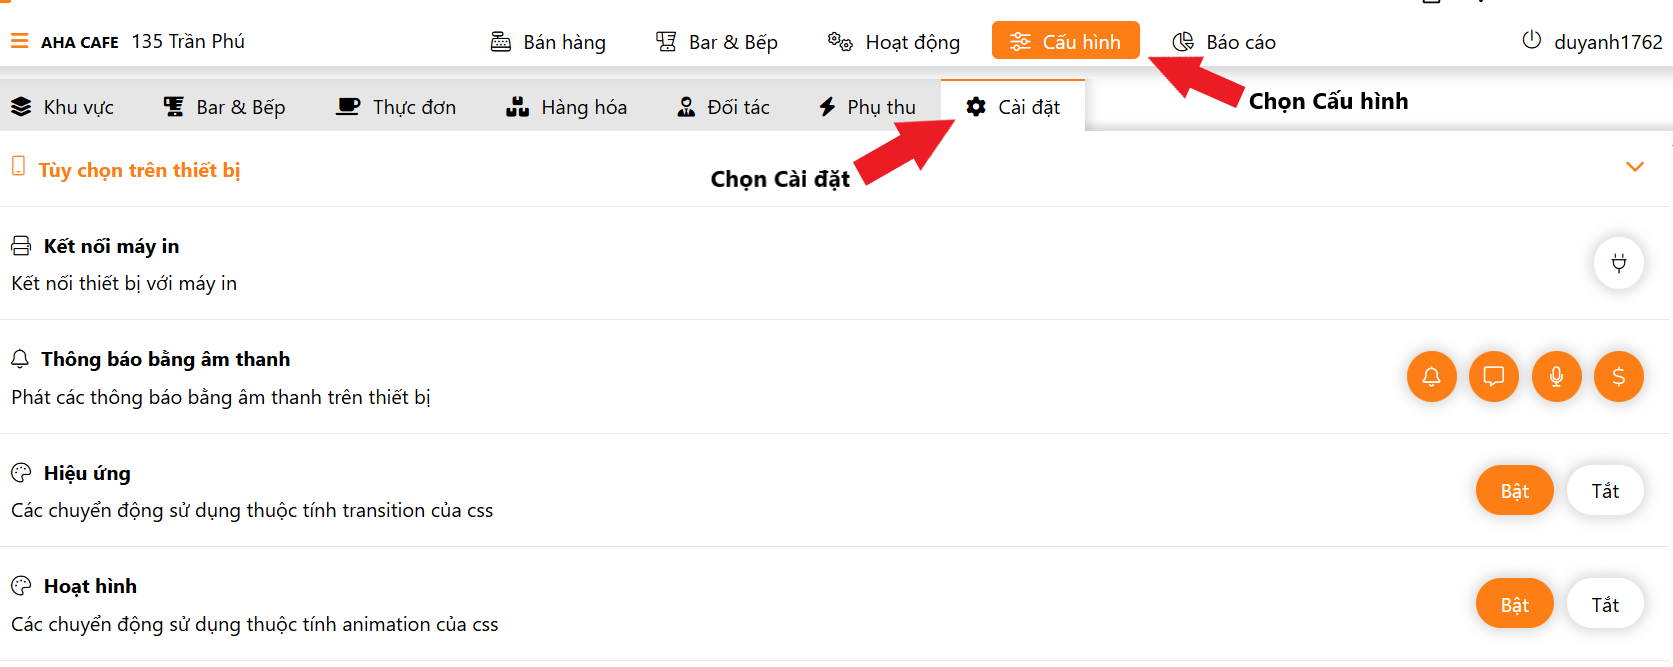 AHA CAFE 135 Trần Phú Bán hàng Bar & Bếp Hoạt động Cấu hình Báo cáo duyanh1762
Khu vực Bar & Bếp Thực đơn Hàng hóa Đối tác Phụ thu Cài đặt Chọn Cấu hình
Tùy chọn trên thiết bị Chọn Cài đặt
Kết nối máy in
Kết nối thiết bị với máy in
Thông báo bằng âm thanh
Phát các thông báo bằng âm thanh trên thiết bị
Hiệu ứng
Các chuyển động sử dụng thuộc tính transition của css
Bật Tắt
Hoạt hình
Các chuyển động sử dụng thuộc tính animation của css
Bật Tắt